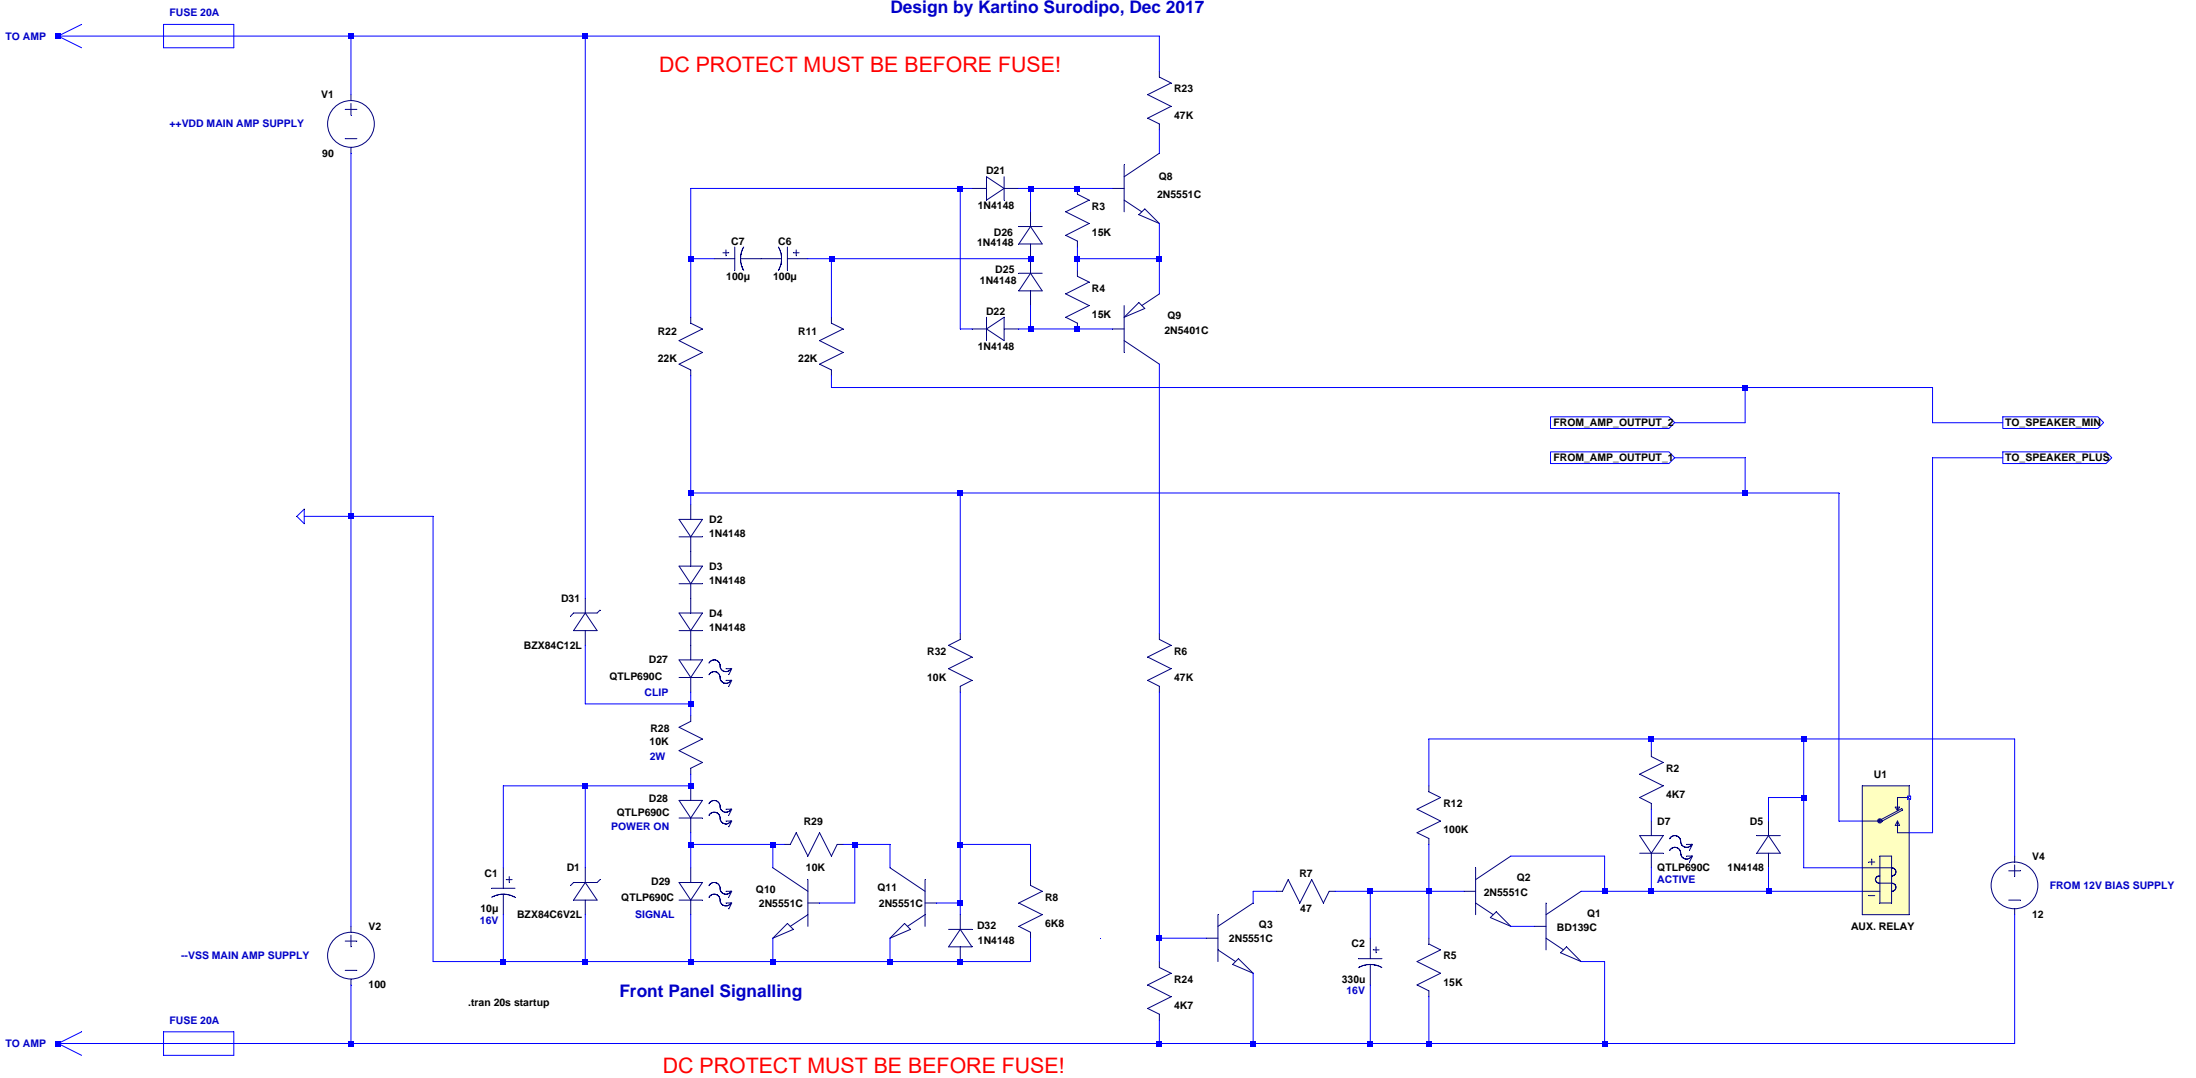 Design by Kartino Surodipo, Dec 2017
FUSE 20A
TO AMP
DC PROTECT MUST BE BEFORE FUSE!
V1
++VDD MAIN AMP SUPPLY
90
R23
47K
D21
1N4148
Q8
2N5551C
R3
15K
D26
1N4148
C7
100µ
C6
100µ
D25
1N4148
R4
15K
D22
1N4148
Q9
2N5401C
R22
22K
R11
22K
FROM_AMP_OUTPUT_2
TO_SPEAKER_MIN
FROM_AMP_OUTPUT_1
TO_SPEAKER_PLUS
D2
1N4148
D3
1N4148
D4
1N4148
D31
BZX84C12L
D27
QTLP690C
CLIP
R32
10K
R6
47K
R28
10K
2W
D28
QTLP690C
POWER ON
R29
10K
C1
10µ
16V
D1
BZX84C6V2L
D29
QTLP690C
SIGNAL
Q10
2N5551C
Q11
2N5551C
D32
1N4148
R8
6K8
R2
4K7
R12
100K
D7
QTLP690C
ACTIVE
D5
1N4148
U1
AUX. RELAY
V4
FROM 12V BIAS SUPPLY
12
R7
47
Q2
2N5551C
Q1
BD139C
Q3
2N5551C
C2
330u
16V
R5
15K
R24
4K7
V2
--VSS MAIN AMP SUPPLY
100
.tran 20s startup
Front Panel Signalling
FUSE 20A
TO AMP
DC PROTECT MUST BE BEFORE FUSE!